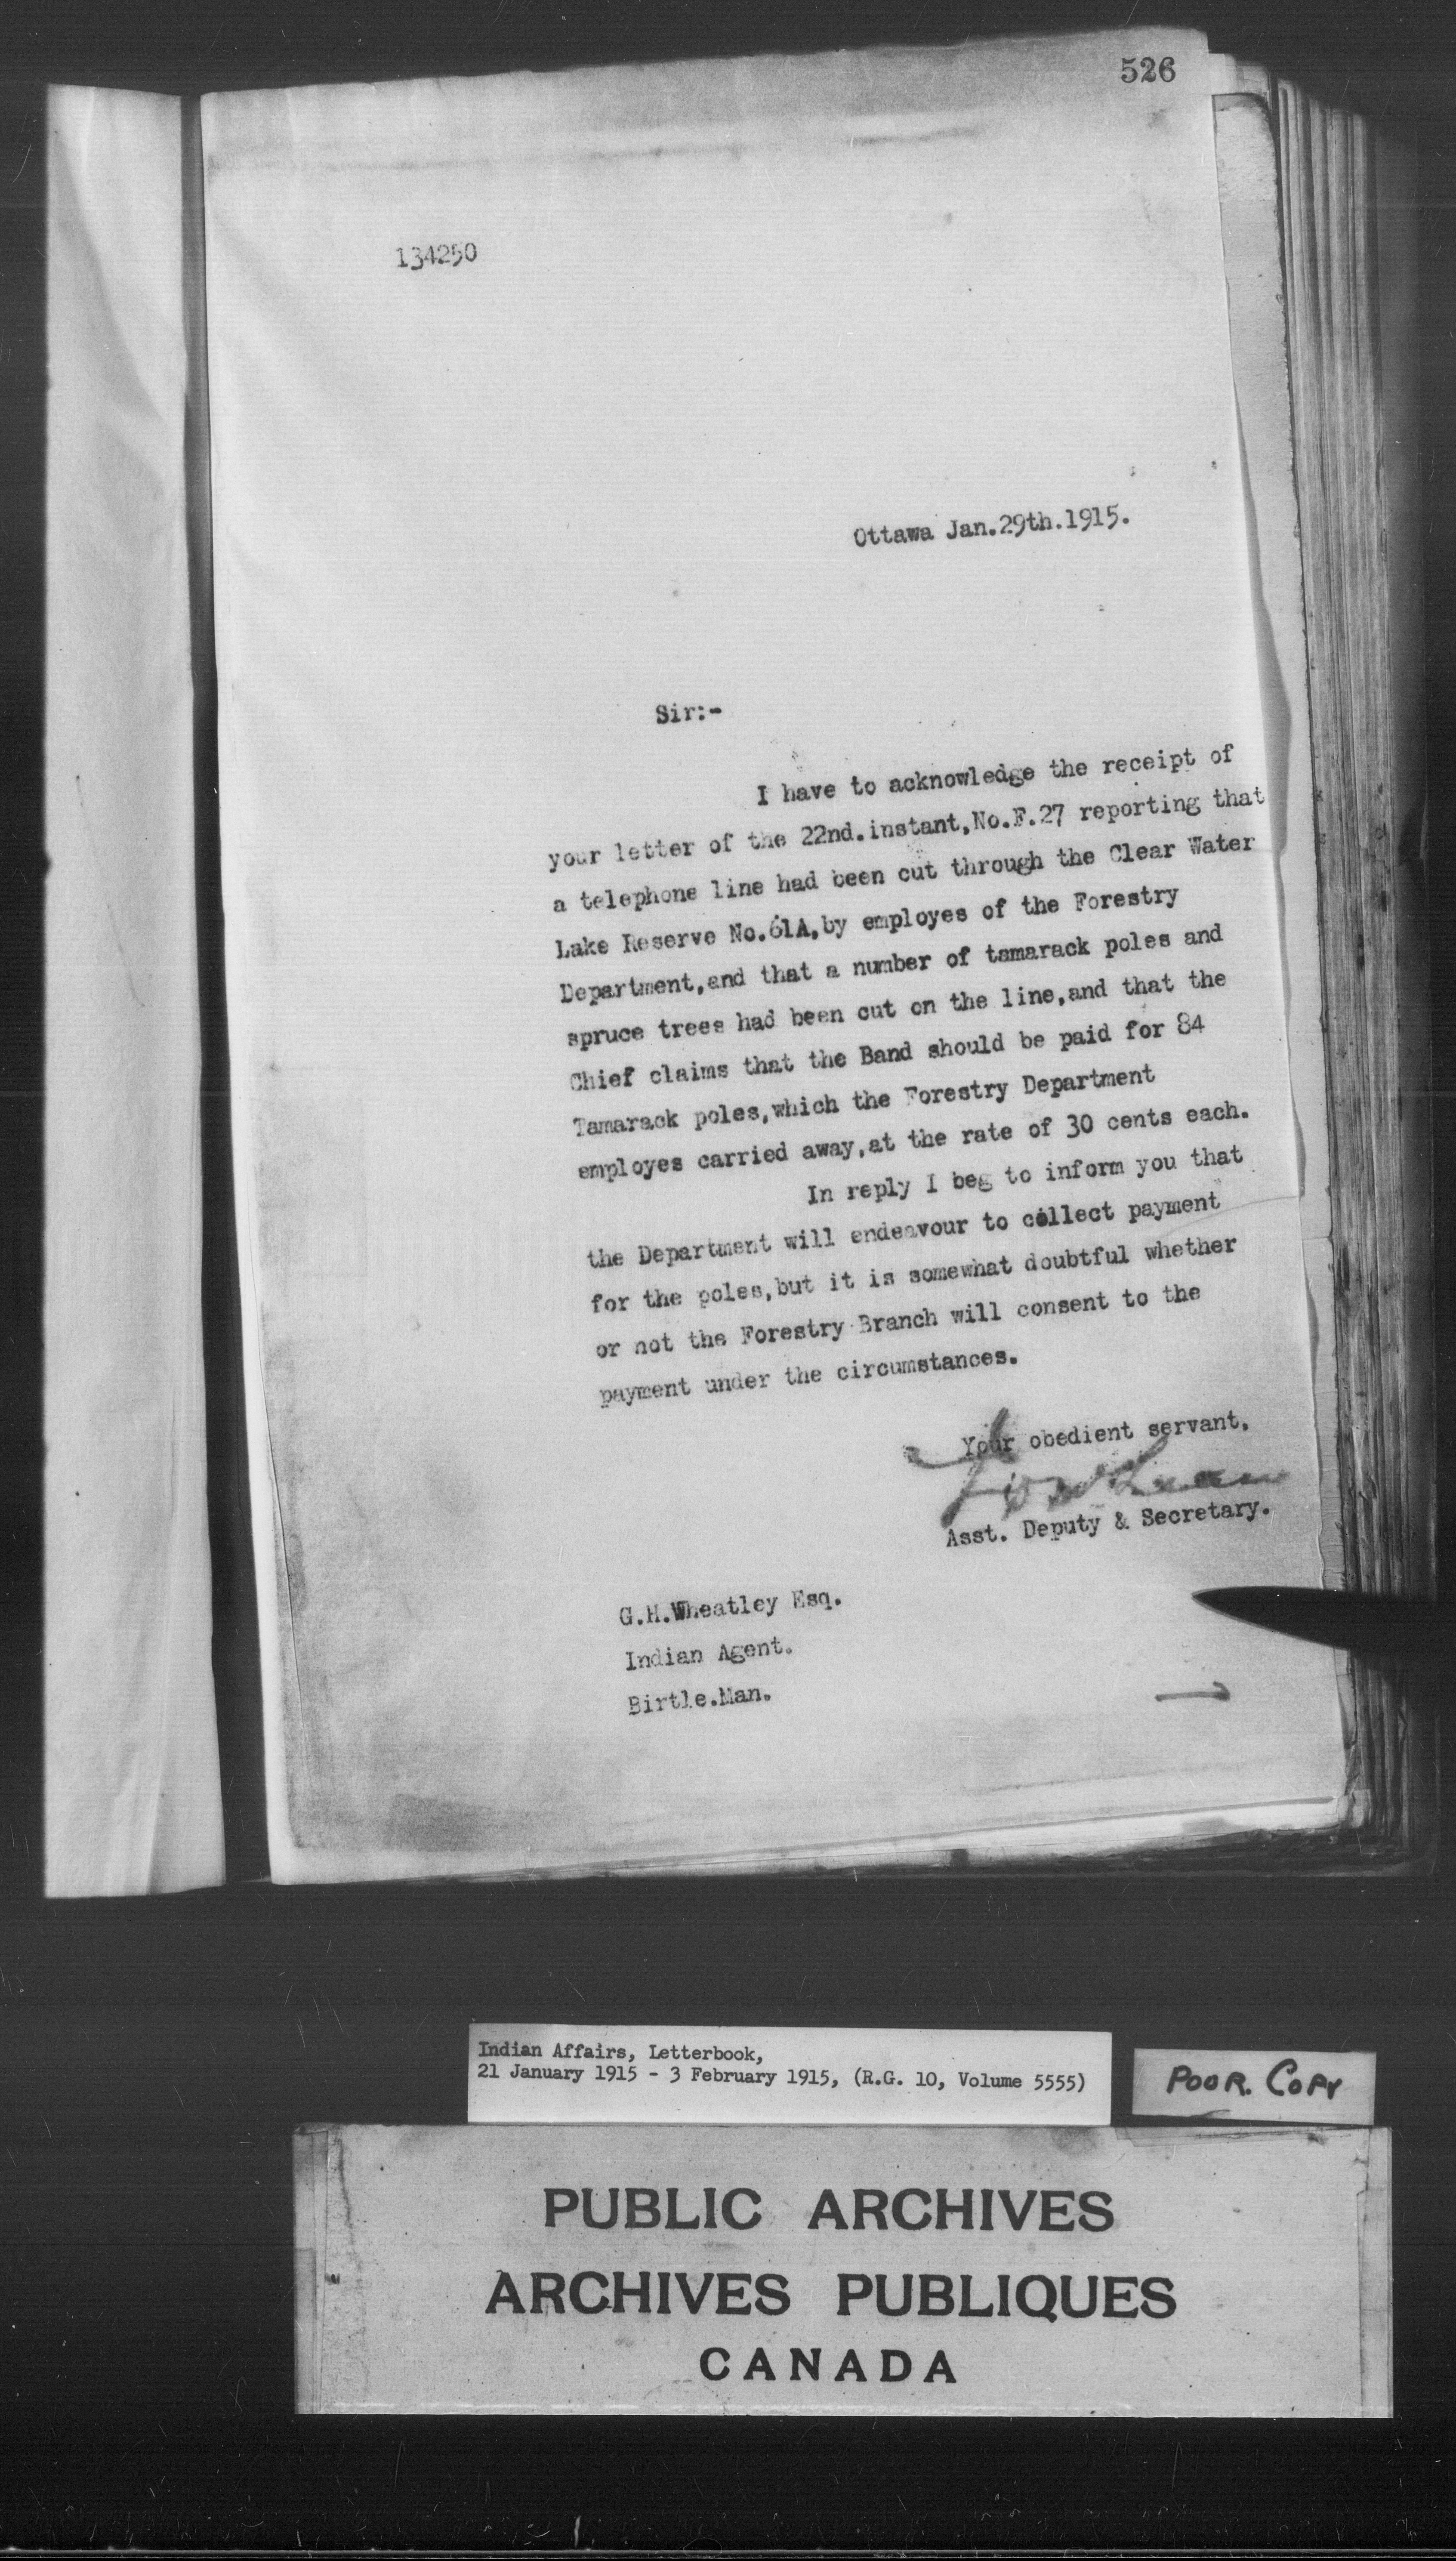 526
134250
Ottawa Jan.29th.1915.
Sir:-
I have to acknowledge the receipt of
your letter of the 22nd.instant,No.F.27 reporting that
a telephone line had been cut through the Clear Water
Lake Reserve No.61A,by employes of the Forestry
Department,and that a number of tamarack poles and
spruce trees had been cut on the line,and that the
Chief claims that the Band should be paid for 84
Tamarack poles,which the Forestry Department
employes carried away,at the rate of 30 cents each.
In reply I beg to inform you that
the Department will endeavour to collect payment
for the poles,but it is somewhat doubtful whether
or not the Forestry Branch will consent to the
payment under the circumstances.
Your obedient servant,
Asst. Deputy & Secretary.
G.H.Wheatley Esq.
Indian Agent.
Birtle.Man.
Indian Affairs, Letterbook,
21 January 1915 - 3 February 1915, (R.G. 10, Volume 5555)
POOR. COPY
PUBLIC ARCHIVES
ARCHIVES PUBLIQUES
CANADA